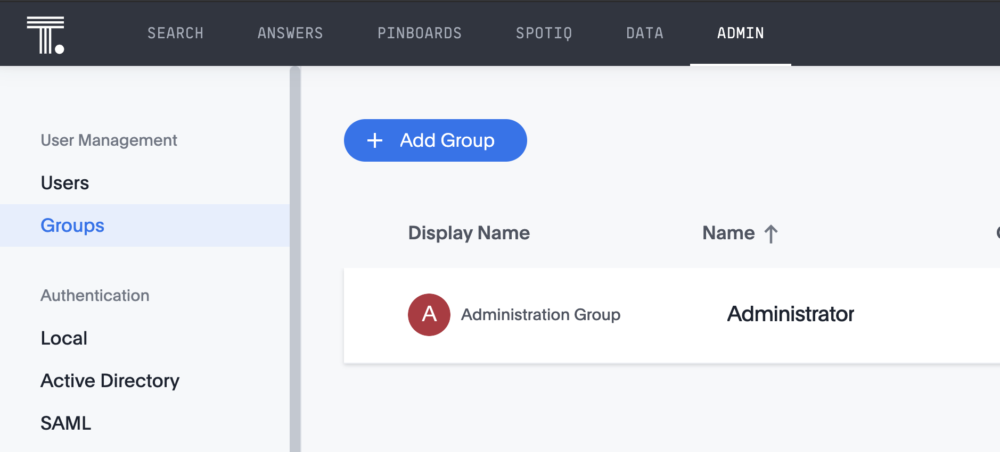 T.
SEARCH ANSWERS PINBOARDS SPOTIQ DATA ADMIN
User Management
Users
Groups
Authentication
Local
Active Directory
SAML
+ Add Group
Display Name Name ↑
A Administration Group Administrator